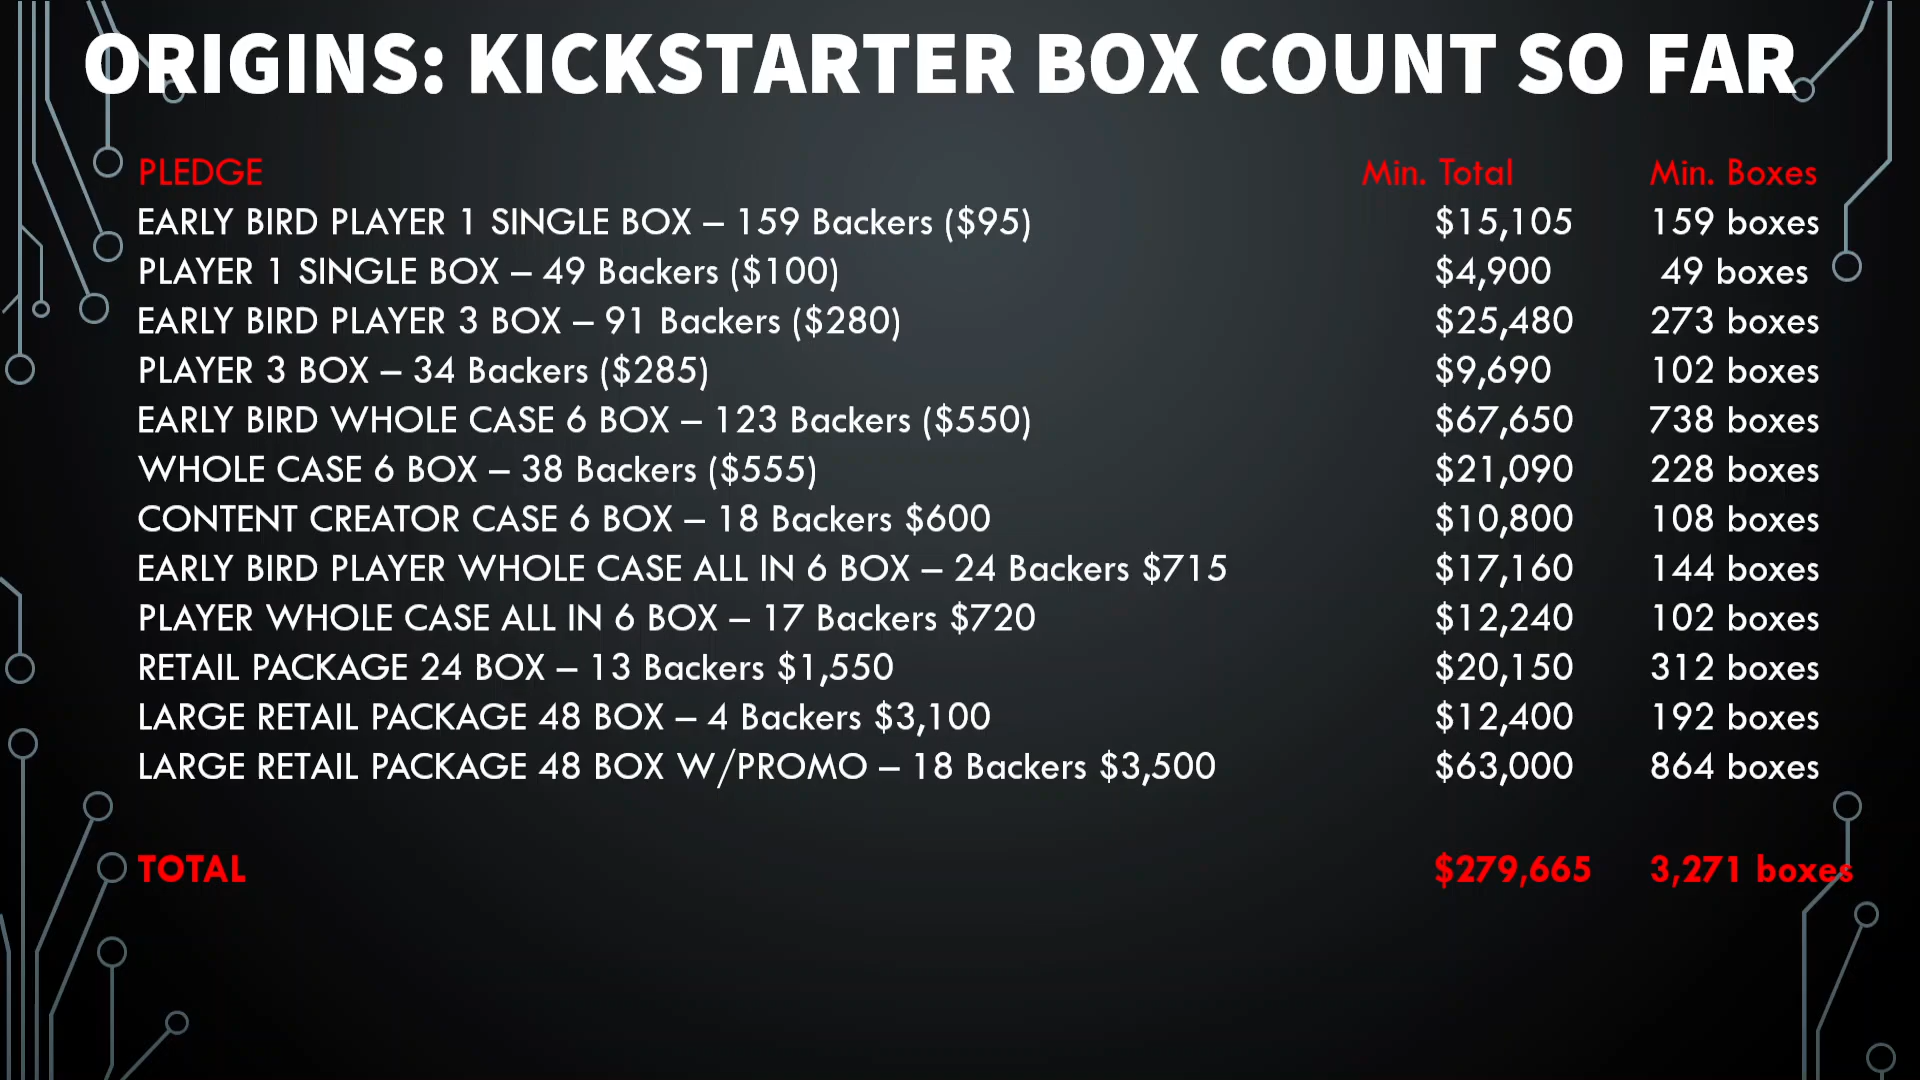 ORIGINS: KICKSTARTER BOX COUNT SO FAR
PLEDGE Min. Total Min. Boxes
EARLY BIRD PLAYER 1 SINGLE BOX – 159 Backers ($95) $15,105 159 boxes
PLAYER 1 SINGLE BOX – 49 Backers ($100) $4,900 49 boxes
EARLY BIRD PLAYER 3 BOX – 91 Backers ($280) $25,480 273 boxes
PLAYER 3 BOX – 34 Backers ($285) $9,690 102 boxes
EARLY BIRD WHOLE CASE 6 BOX – 123 Backers ($550) $67,650 738 boxes
WHOLE CASE 6 BOX – 38 Backers ($555) $21,090 228 boxes
CONTENT CREATOR CASE 6 BOX – 18 Backers $600 $10,800 108 boxes
EARLY BIRD PLAYER WHOLE CASE ALL IN 6 BOX – 24 Backers $715 $17,160 144 boxes
PLAYER WHOLE CASE ALL IN 6 BOX – 17 Backers $720 $12,240 102 boxes
RETAIL PACKAGE 24 BOX – 13 Backers $1,550 $20,150 312 boxes
LARGE RETAIL PACKAGE 48 BOX – 4 Backers $3,100 $12,400 192 boxes
LARGE RETAIL PACKAGE 48 BOX W/PROMO – 18 Backers $3,500 $63,000 864 boxes
TOTAL $279,665 3,271 boxes